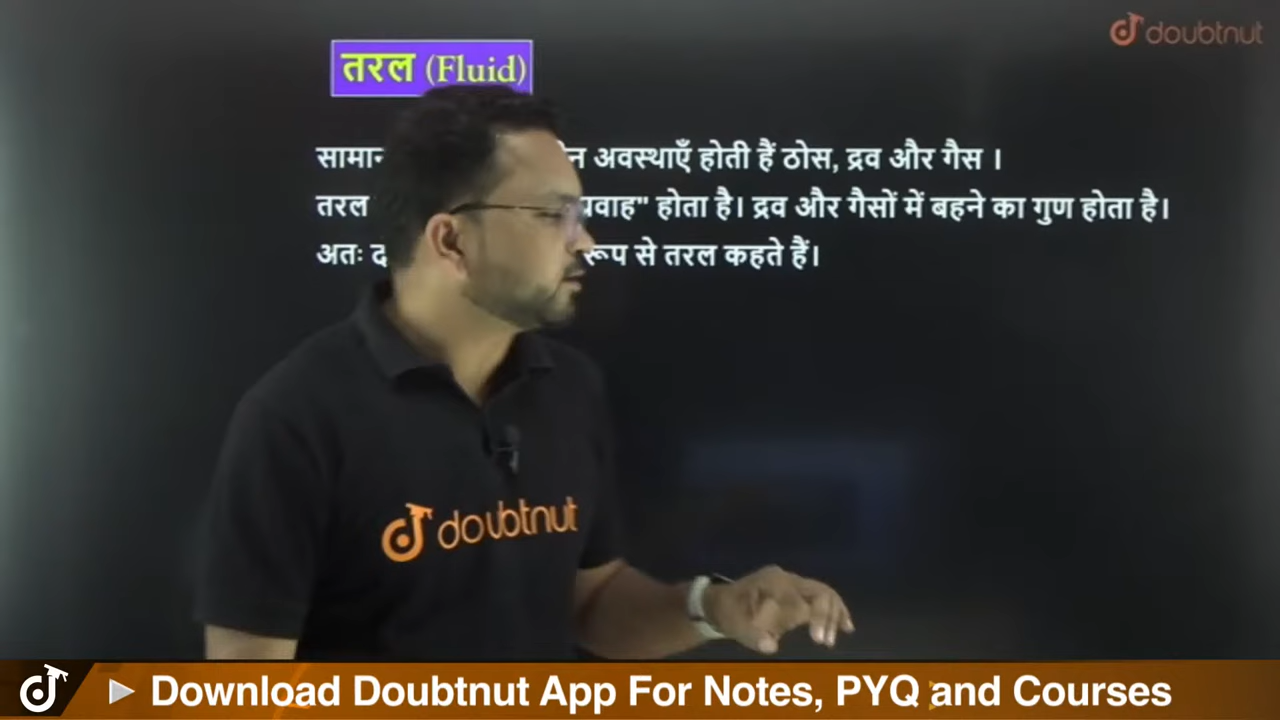 doubtnut
तरल (Fluid)
अवस्थाएँ होती हैं ठोस, द्रव और गैस ।
तरल होता है। द्रव और गैसों में बहने का गुण होता है।
अतः रूप से तरल कहते हैं।
doubtnut
Download Doubtnut App For Notes, PYQ and Courses